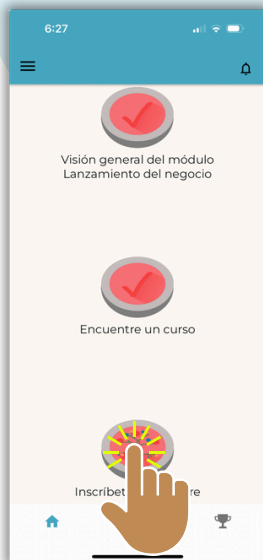 6:27
Visión general del módulo
Lanzamiento del negocio
Encuentre un curso
Inscríbet
re